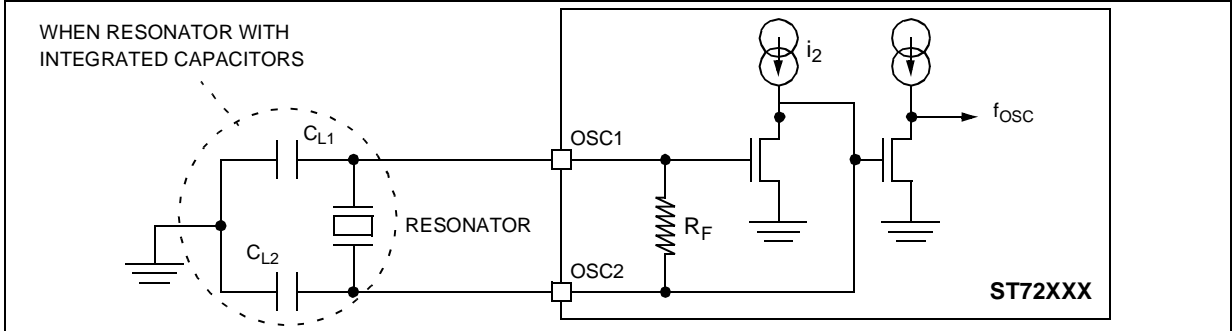 WHEN RESONATOR WITH
INTEGRATED CAPACITORS
i2
fOSC
CL1
OSC1
RESONATOR
RF
CL2
OSC2
ST72XXX